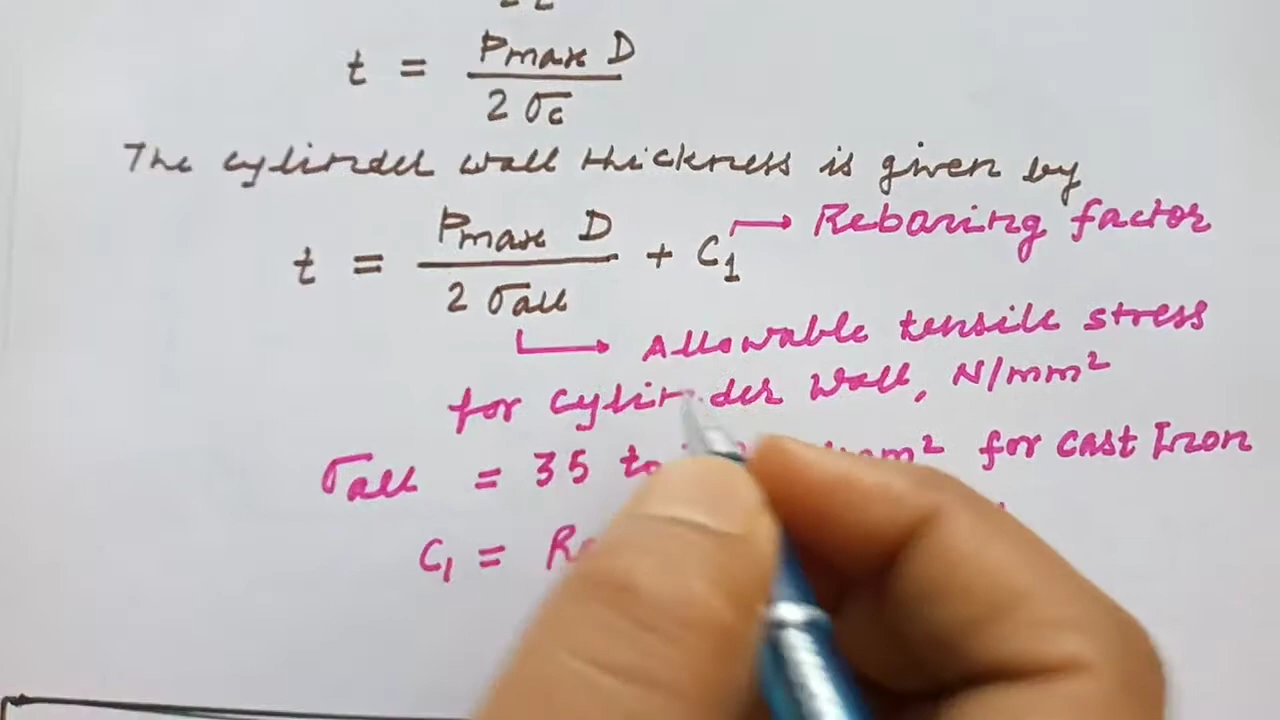 t = Pmax D / 2 σc
The cylinder wall thickness is given by
t = Pmax D / 2 σall + C1 → Reboring factor
→ Allowable tensile stress
for cylinder wall, N/mm²
σall = 35 to mm² for cast Iron
C1 =